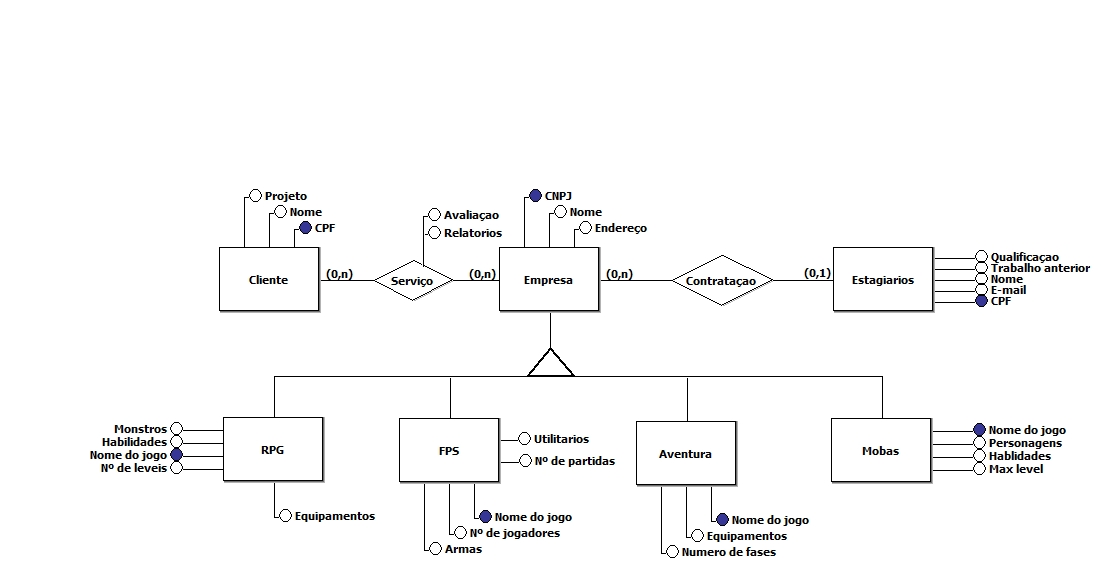 Projeto
Nome
CPF
Cliente
(0,n)
Avaliaçao
Relatorios
Serviço
(0,n)
CNPJ
Nome
Endereço
Empresa
(0,n)
Contrataçao
(0,1)
Estagiarios
Qualificaçao
Trabalho anterior
Nome
E-mail
CPF
Monstros
Habilidades
Nome do jogo
Nº de leveis
RPG
Equipamentos
FPS
Utilitarios
Nº de partidas
Nome do jogo
Nº de jogadores
Armas
Aventura
Nome do jogo
Equipamentos
Numero de fases
Mobas
Nome do jogo
Personagens
Hablidades
Max level